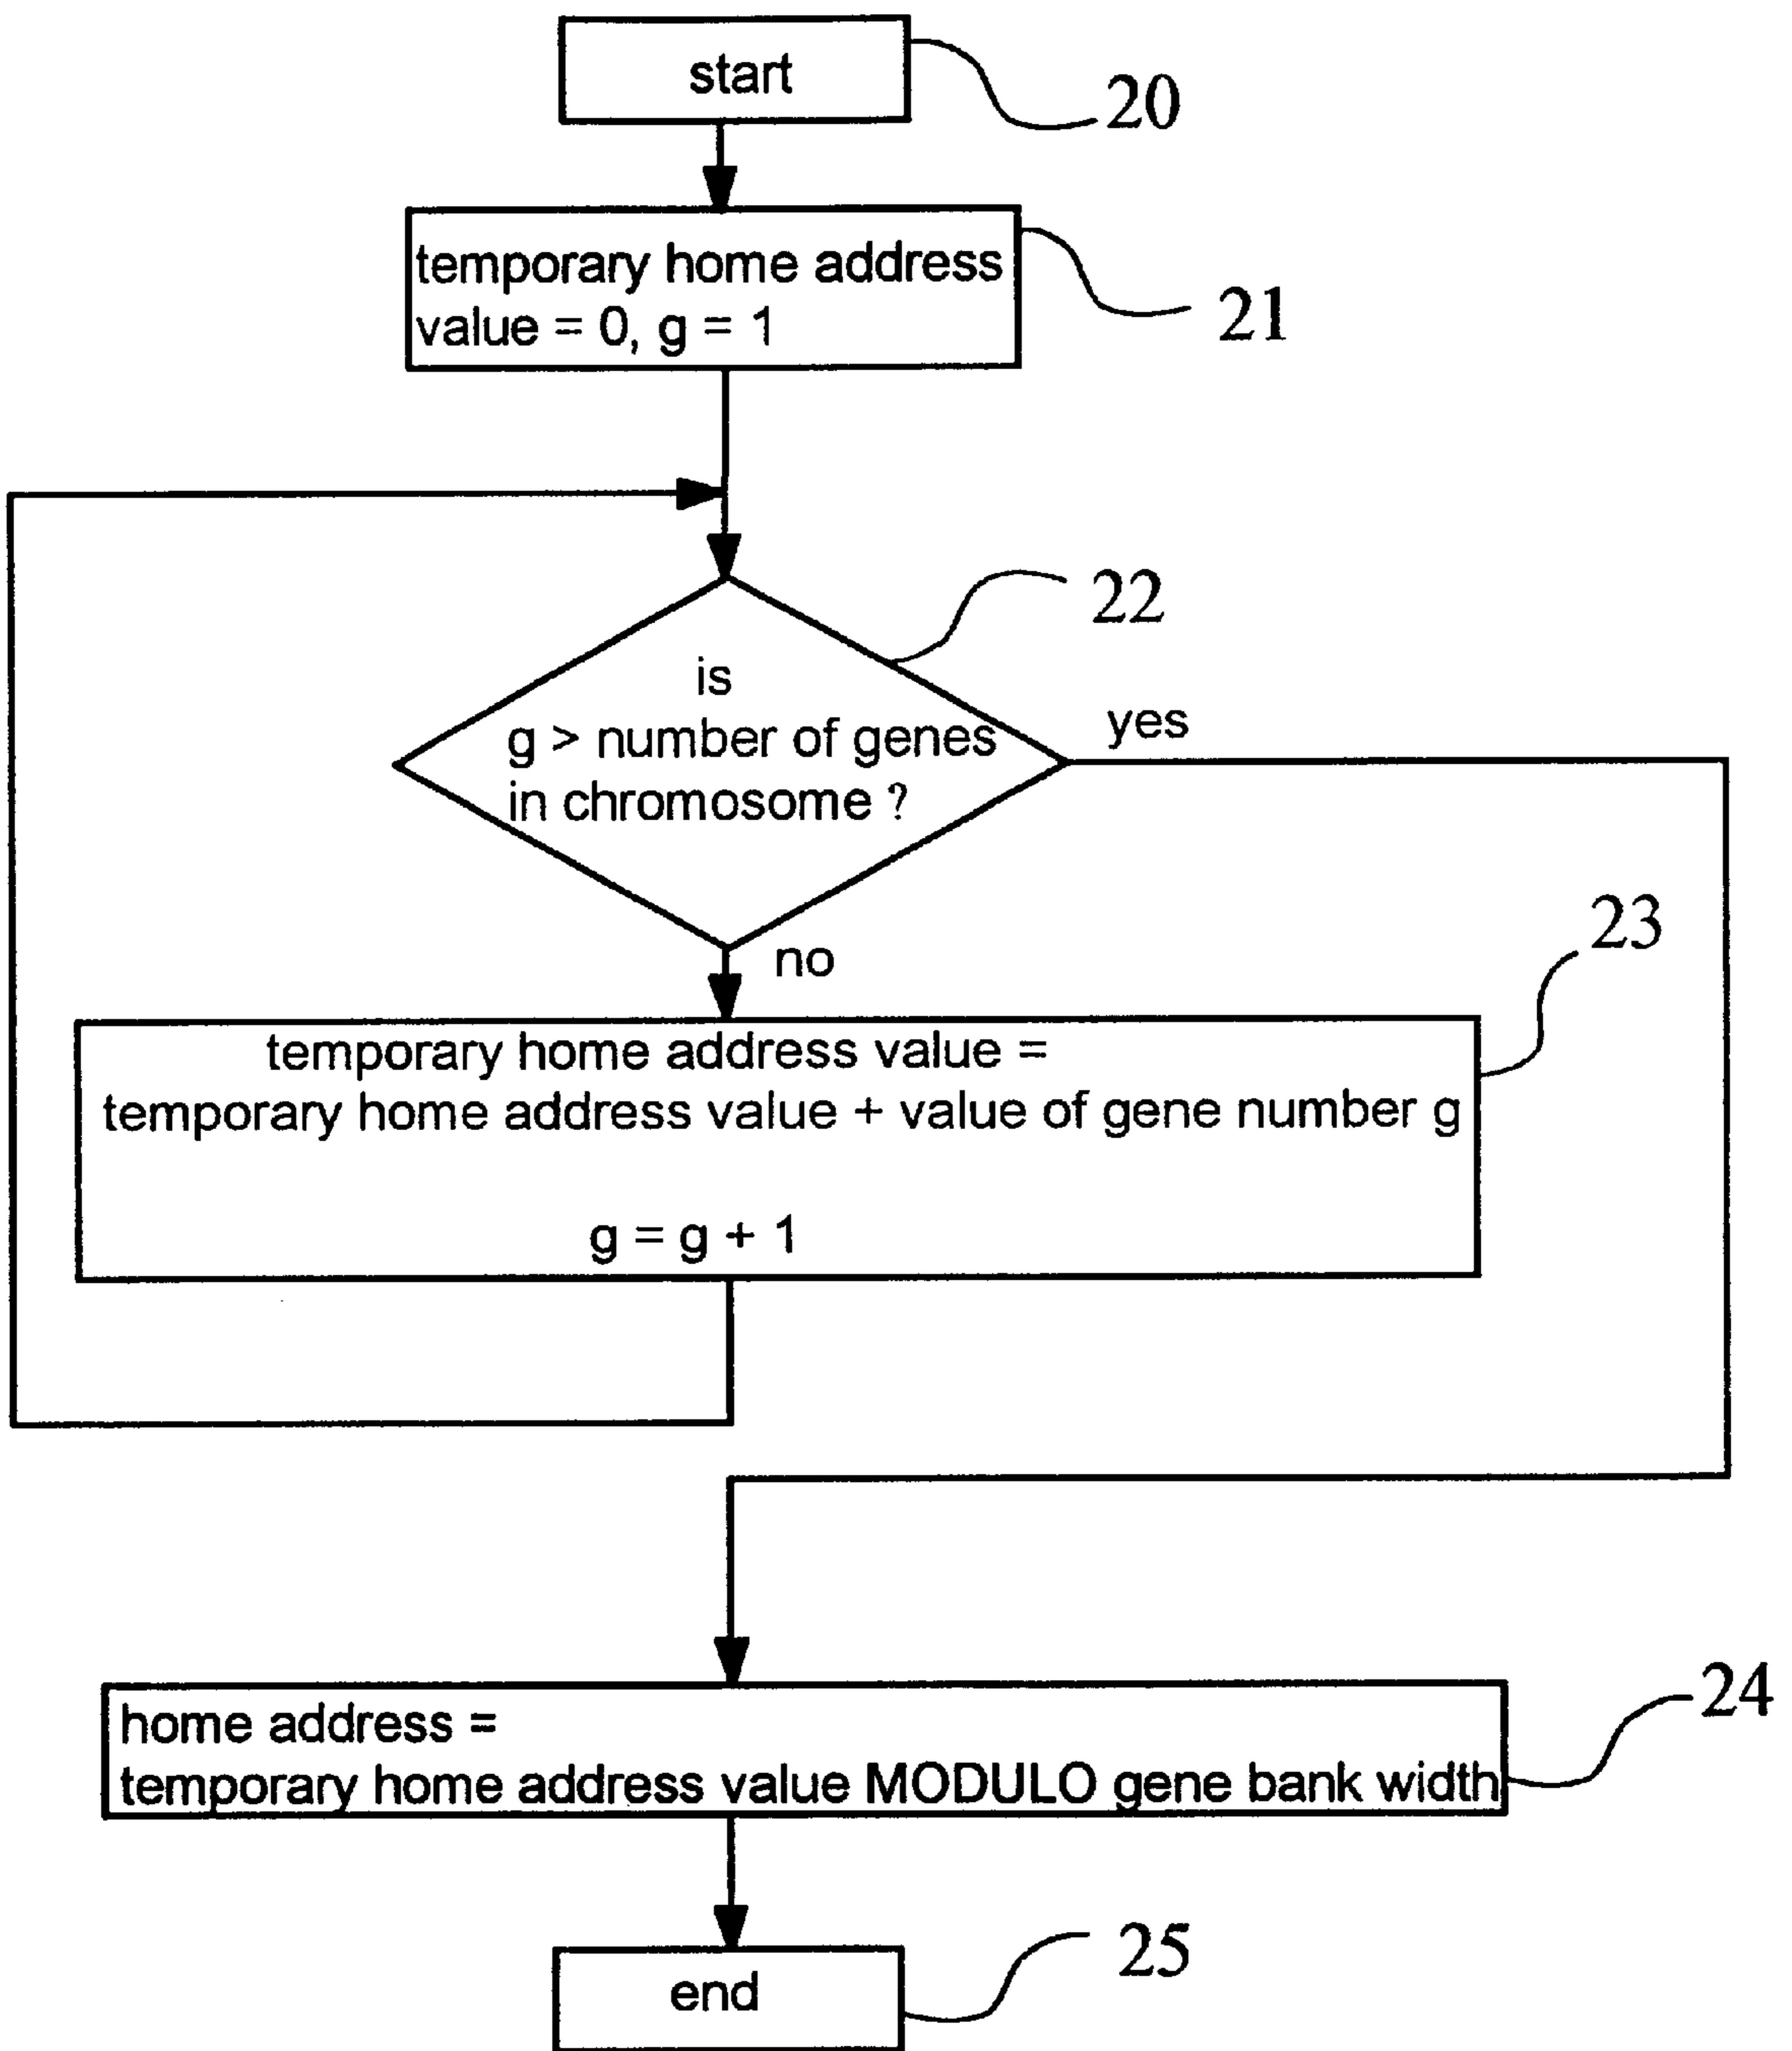 start
20
temporary home address
value = 0, g = 1
21
22
is
g > number of genes
in chromosome ?
yes
no
23
temporary home address value =
temporary home address value + value of gene number g
g = g + 1
home address =
temporary home address value MODULO gene bank width
24
end
25